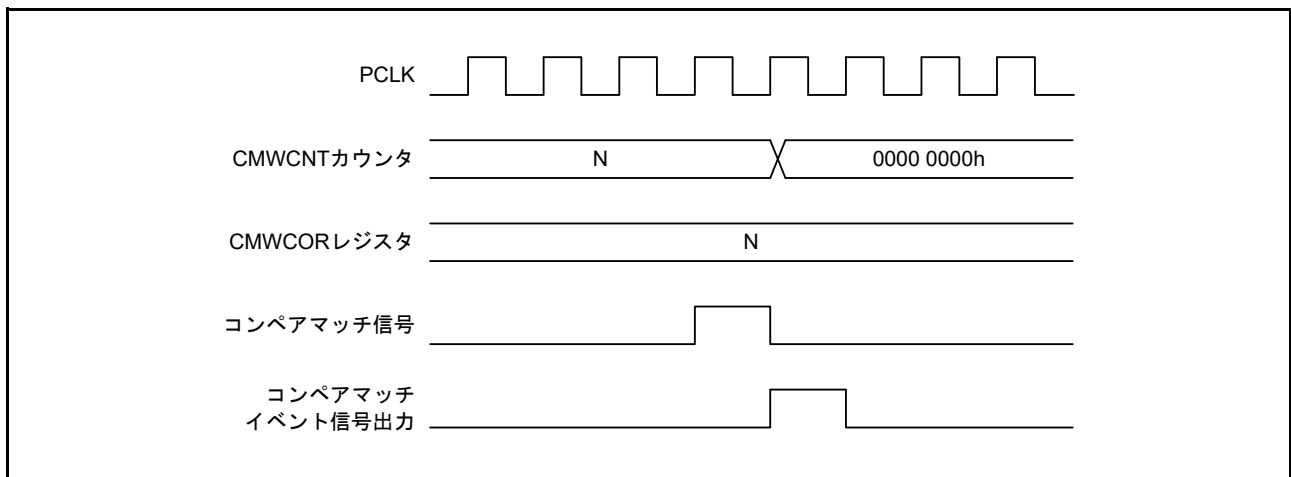 PCLK
CMWCNTカウンタ
N
0000 0000h
CMWCORレジスタ
N
コンペアマッチ信号
コンペアマッチ
イベント信号出力